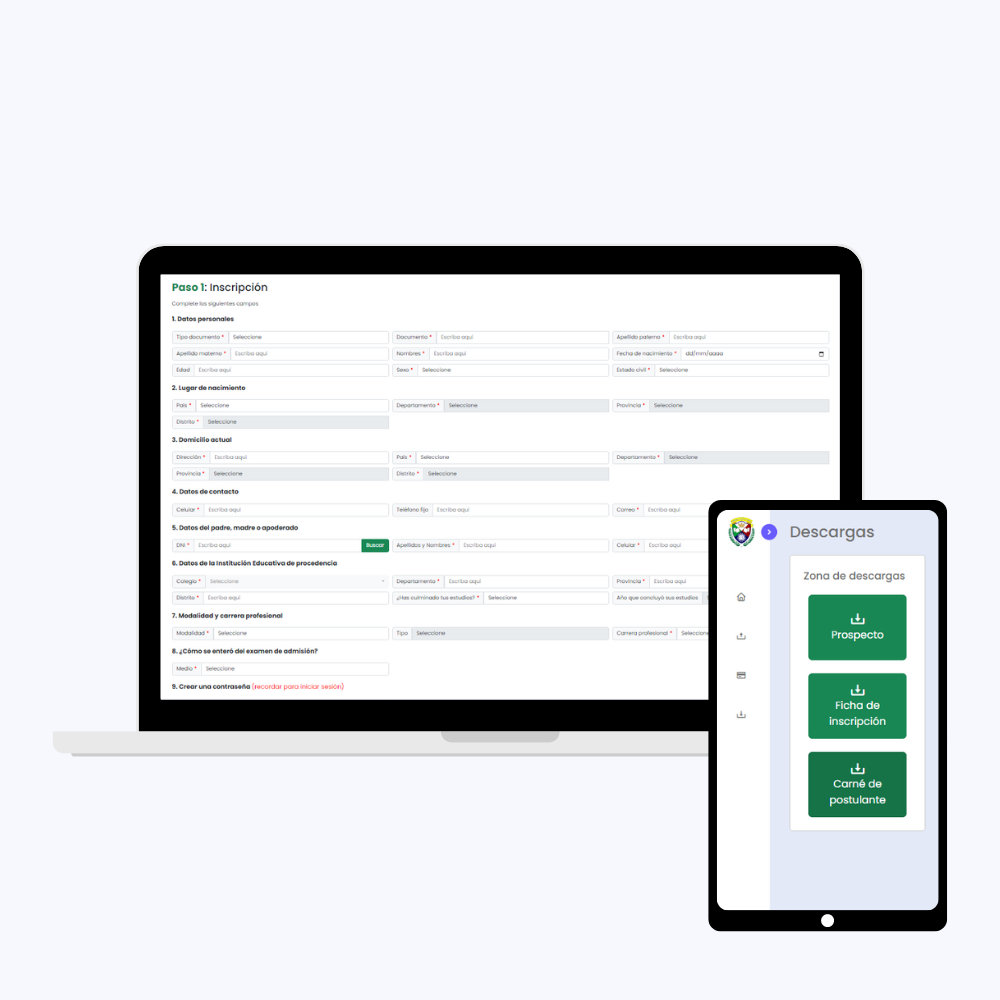 Paso 1: Inscripción
Complete los siguientes campos
1. Datos personales
Tipo documento * Seleccione Documento * Escriba aquí Apellido paterno * Escriba aquí
Apellido materno * Escriba aquí Nombres * Escriba aquí Fecha de nacimiento * dd/mm/aaaa
Edad Escriba aquí Sexo * Seleccione Estado civil * Seleccione
2. Lugar de nacimiento
País * Seleccione Departamento * Seleccione Provincia * Seleccione
Distrito * Seleccione
3. Domicilio actual
Dirección * Escriba aquí País * Seleccione Departamento * Seleccione
Provincia * Seleccione Distrito * Seleccione
4. Datos de contacto
Celular * Escriba aquí Teléfono fijo Escriba aquí Correo * Escriba aquí
5. Datos del padre, madre o apoderado
DNI * Escriba aquí Buscar Apellidos y Nombres * Escriba aquí Celular * Escriba aquí
6. Datos de la Institución Educativa de procedencia
Colegio * Seleccione Departamento * Escriba aquí Provincia * Escriba aquí
Distrito * Escriba aquí ¿Has culminado tus estudios? * Seleccione Año que concluyó sus estudios
7. Modalidad y carrera profesional
Modalidad * Seleccione Tipo Seleccione Carrera profesional * Seleccione
8. ¿Cómo se enteró del examen de admisión?
Medio * Seleccione
9. Crear una contraseña (recordar para iniciar sesión)
Descargas
Zona de descargas
Prospecto
Ficha de
inscripción
Carné de
postulante